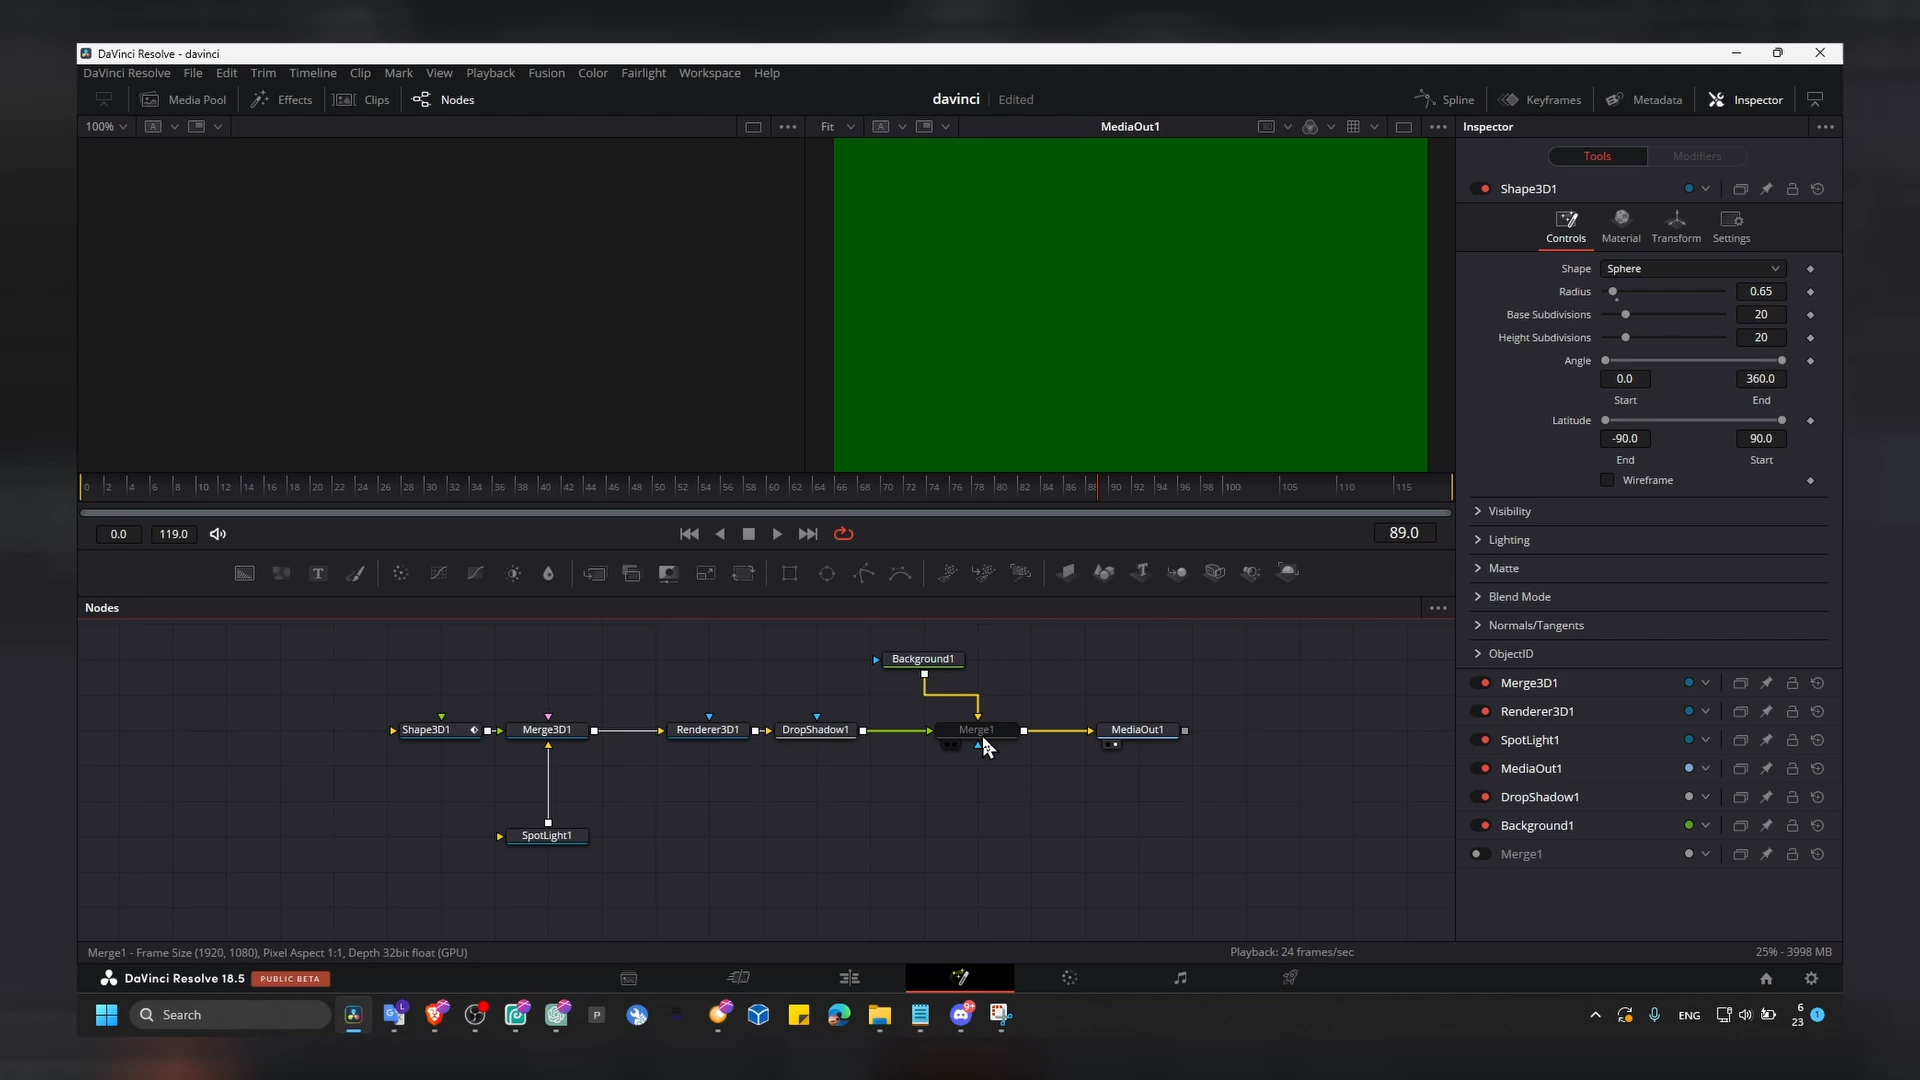 DaVinci Resolve - davinci
DaVinci Resolve File Edit Trim Timeline Clip Mark View Playback Fusion Color Fairlight Workspace Help
Media Pool Effects Clips Nodes davinci Edited Spline Keyframes Metadata Inspector
100% A Fit A MediaOut1 Inspector
Tools Modifiers
Shape3D1
Controls Material Transform Settings
Shape Sphere
Radius 0.65
Base Subdivisions 20
Height Subdivisions 20
Angle
0.0 360.0
Start End
Latitude
-90.0 90.0
End Start
Wireframe
0 2 4 6 8 10 12 14 16 18 20 22 24 26 28 30 32 34 36 38 40 42 44 46 48 50 52 54 56 58 60 62 64 66 68 70 72 74 76 78 80 82 84 86 88 90 92 94 96 98 100 105 110 115
0.0 119.0 89.0
Visibility
Lighting
Matte
Blend Mode
Normals/Tangents
ObjectID
T
Nodes
Background1
Shape3D1 Merge3D1 Renderer3D1 DropShadow1 Merge1 MediaOut1
SpotLight1
Merge3D1
Renderer3D1
SpotLight1
MediaOut1
DropShadow1
Background1
Merge1
Merge1 - Frame Size (1920, 1080), Pixel Aspect 1:1, Depth 32bit float (GPU) Playback: 24 frames/sec 25% - 3998 MB
DaVinci Resolve 18.5 PUBLIC BETA
Search P 9+ ENG 6 1
23